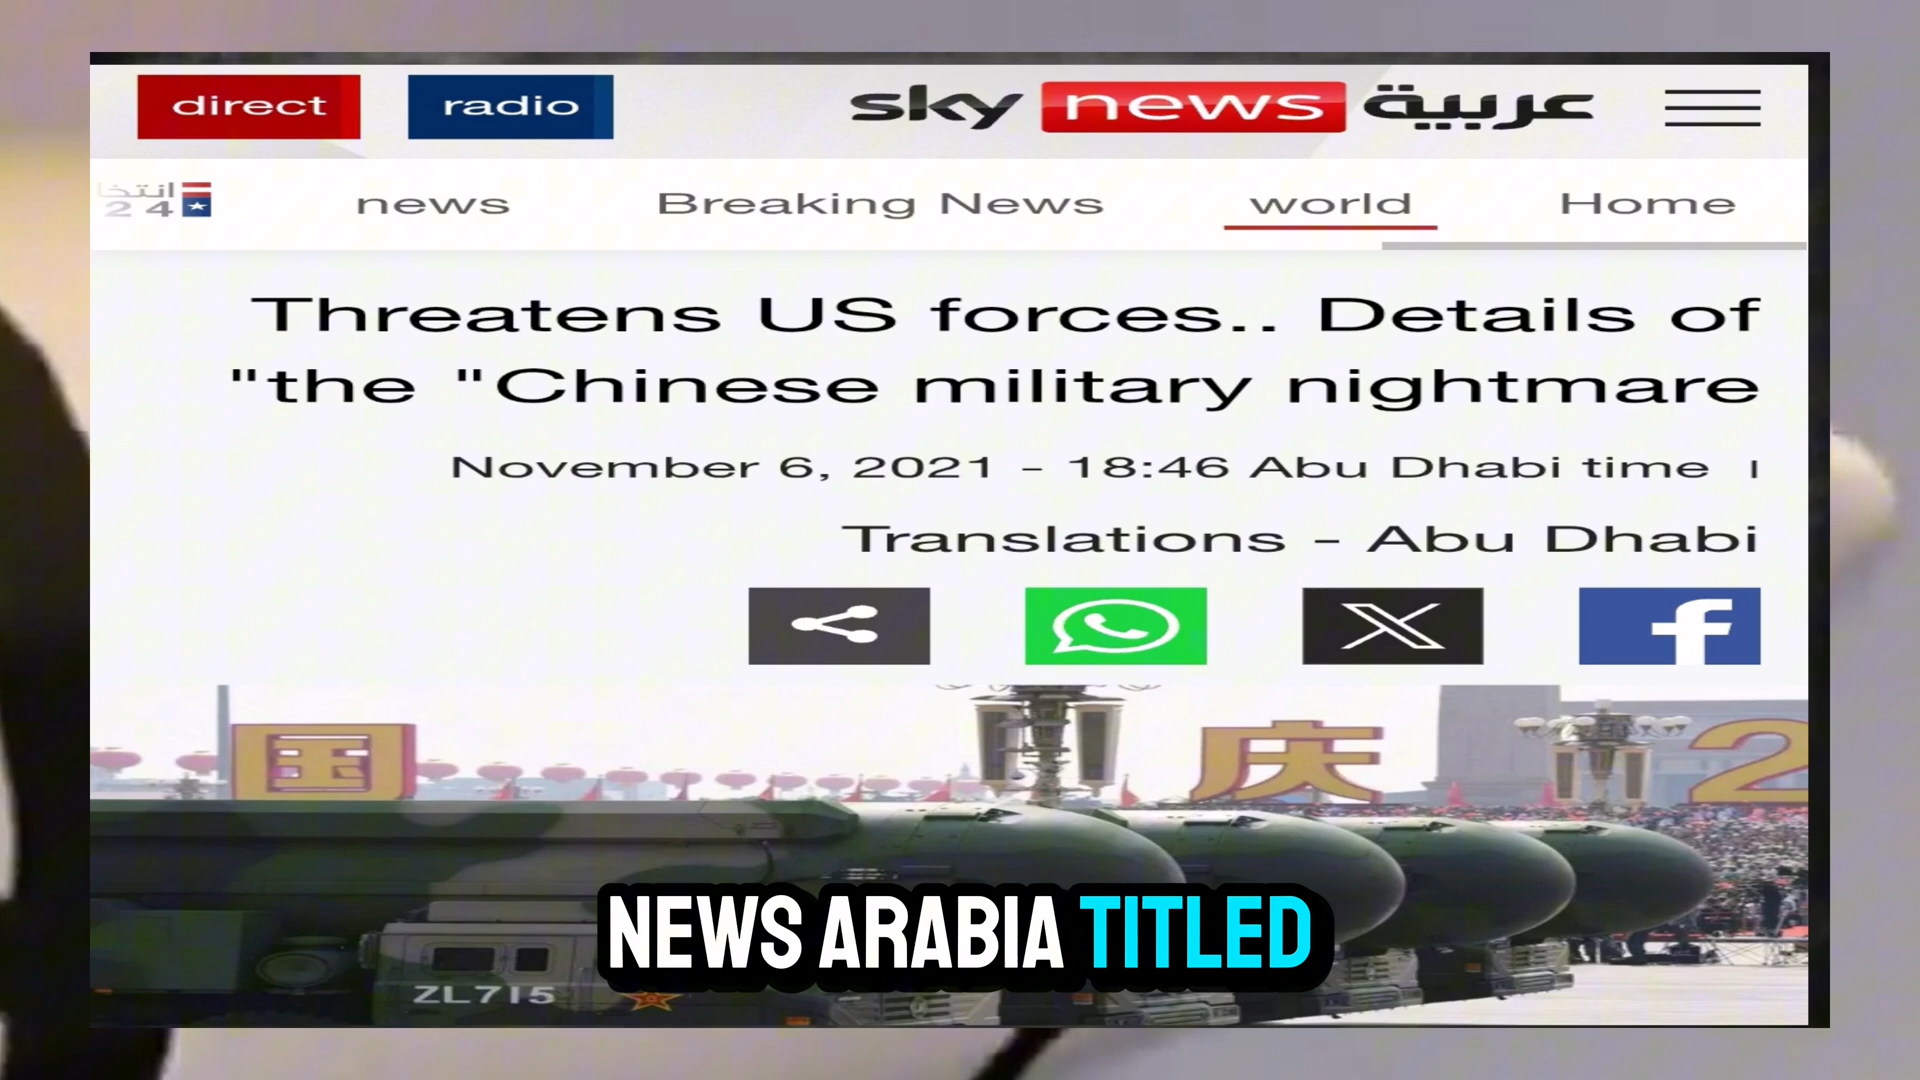 direct radio sky news عربية
انتخا news Breaking News world Home
24
Threatens US forces.. Details of
"the "Chinese military nightmare
November 6, 2021 - 18:46 Abu Dhabi time |
Translations - Abu Dhabi
国 庆 2
NEWS ARABIA TITLED
ZL715